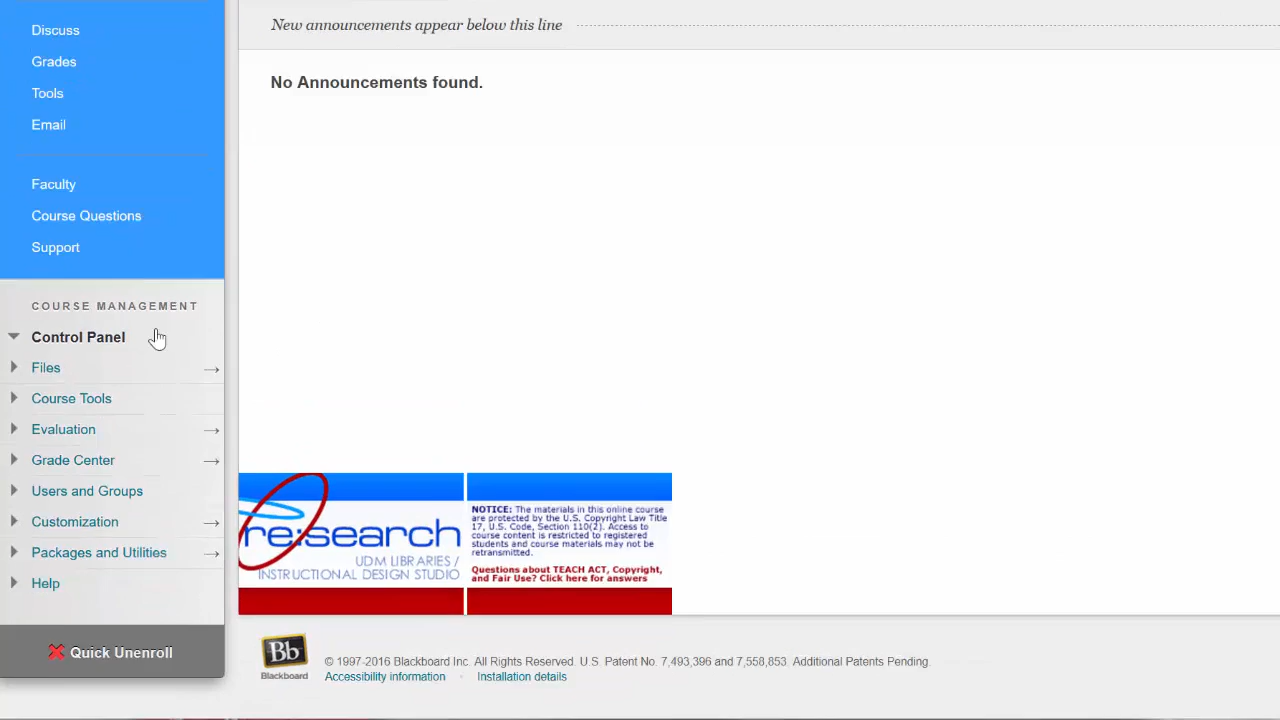 Discuss
Grades
Tools
Email
Faculty
Course Questions
Support
COURSE MANAGEMENT
Control Panel
Files
Course Tools
Evaluation
Grade Center
Users and Groups
Customization
Packages and Utilities
Help
Quick Unenroll
New announcements appear below this line
No Announcements found.
re:search
UDM LIBRARIES /
INSTRUCTIONAL DESIGN STUDIO
NOTICE: The materials in this online course
are protected by the U.S. Copyright Law Title
17, U.S. Code, Section 110(2). Access to
course content is restricted to registered
students and course materials may not be
retransmitted.
Questions about TEACH ACT, Copyright,
and Fair Use? Click here for answers
Bb
Blackboard
© 1997-2016 Blackboard Inc. All Rights Reserved. U.S. Patent No. 7,493,396 and 7,558,853. Additional Patents Pending.
Accessibility information • Installation details